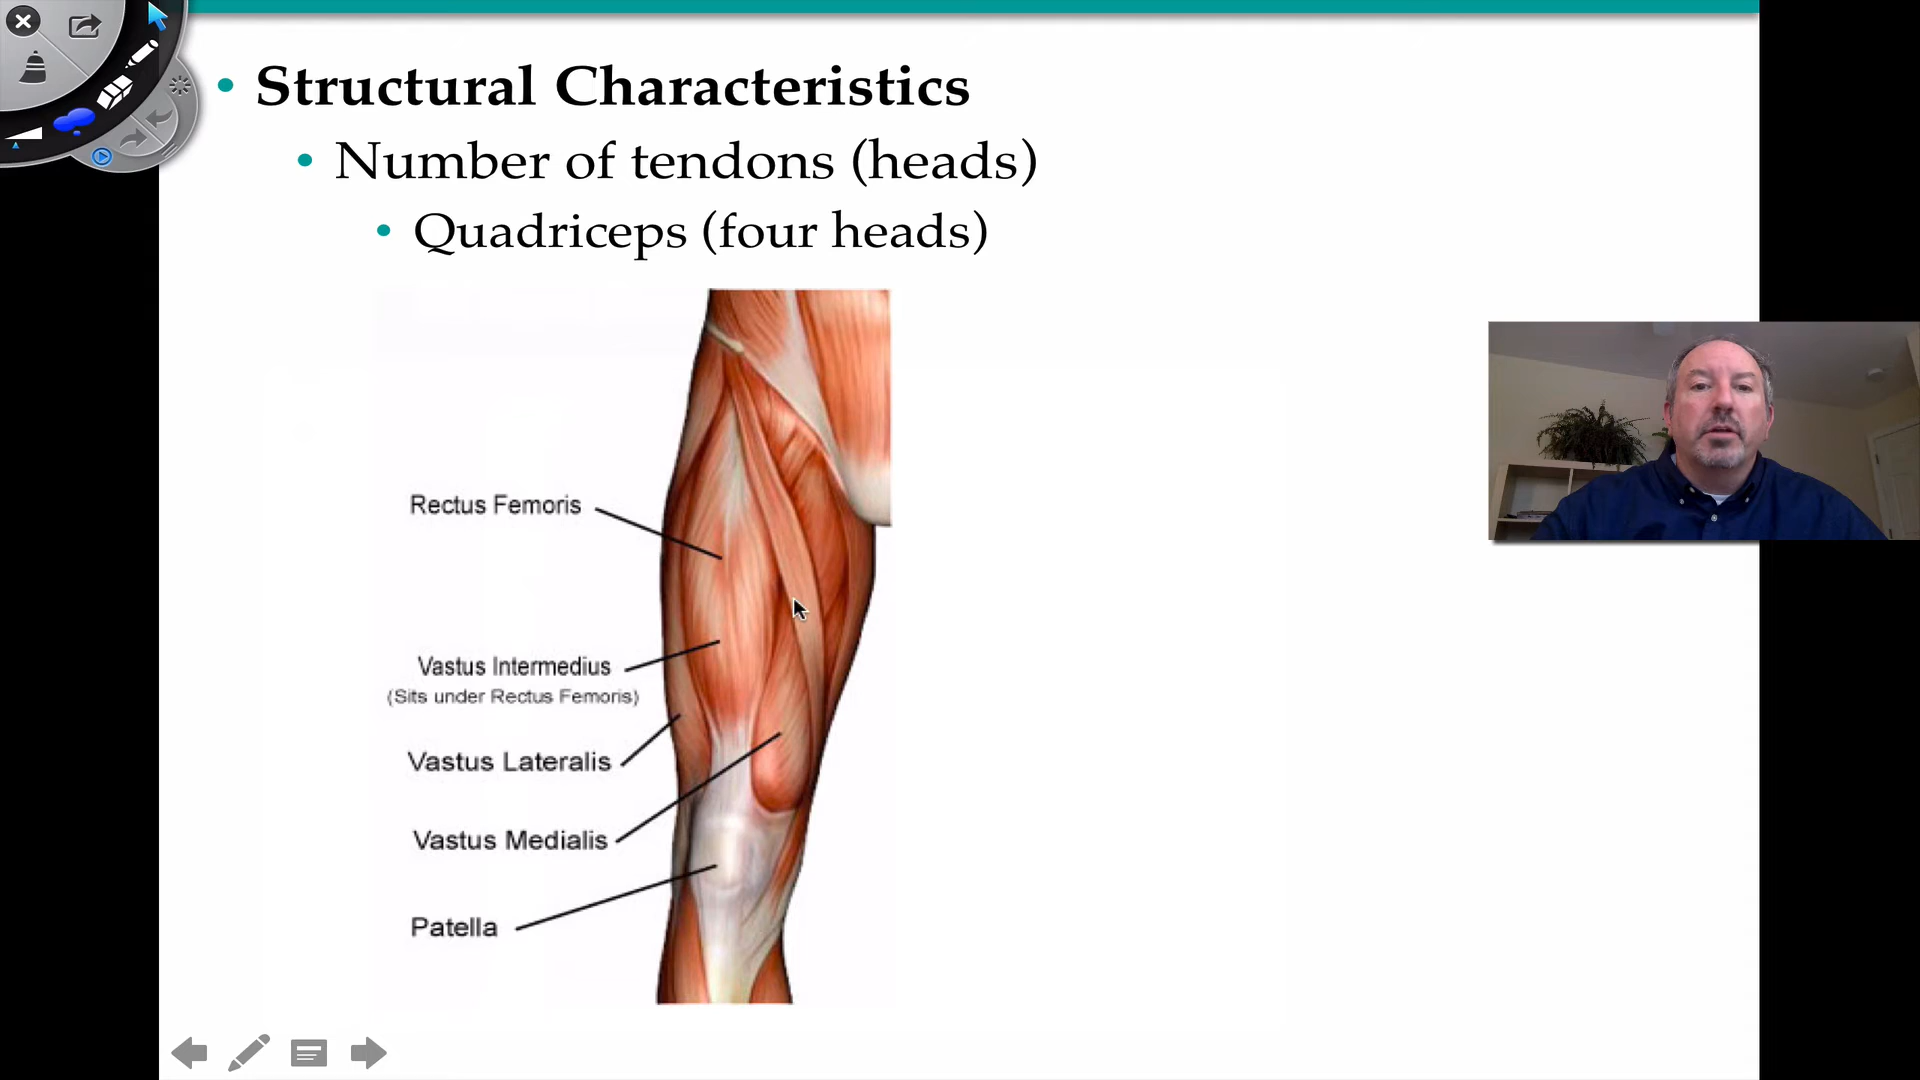 Structural Characteristics
Number of tendons (heads)
Quadriceps (four heads)
Rectus Femoris
Vastus Intermedius
(Sits under Rectus Femoris)
Vastus Lateralis
Vastus Medialis
Patella